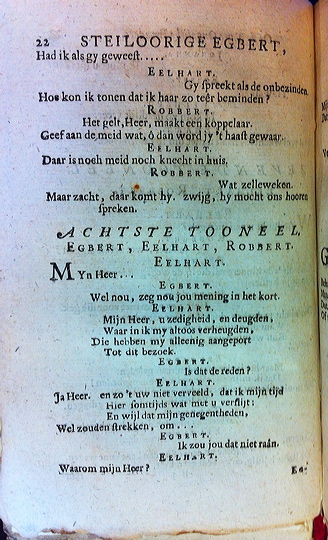 22 STEILOORIGE EGBERT,
Had ik als gy geweest.....
EELHART.
Gy spreekt als de onbezinden.
Hoe kon ik tonen dat ik haar zo teêr beminden?
ROBBERT.
Het gelt, Heer, maakt een koppelaar.
Geef aan de meid wat, ô dan word jy 't haast gewaar.
EELHART.
Daar is noch meid noch knecht in huis.
ROBBERT.
Wat zelleweken.
Maar zacht, daar komt hy. zwijg, hy mocht ons hooren
spreken.
ACHTSTE TOONEEL.
EGBERT, EELHART, ROBBERT.
EELHART.
MYn Heer...
EGBERT.
Wel nou, zeg nou jou mening in het kort.
EELHART.
Mijn Heer, u zedigheid, en deugden,
Waar in ik my altoos verheugden,
Die hebben my alleenig aangeport
Tot dit bezoek.
EGBERT.
Is dat de reden?
EELHART.
Ja Heer. en zo 't uw niet verveeld, dat ik mijn tijd
Hier somtijds wat met u verslijt:
En wijl dat mijn genegentheden,
Wel zouden strekken, om...
EGBERT.
Ik zou jou dat niet raân.
EELHART.
Waarom mijn Heer?
EG-